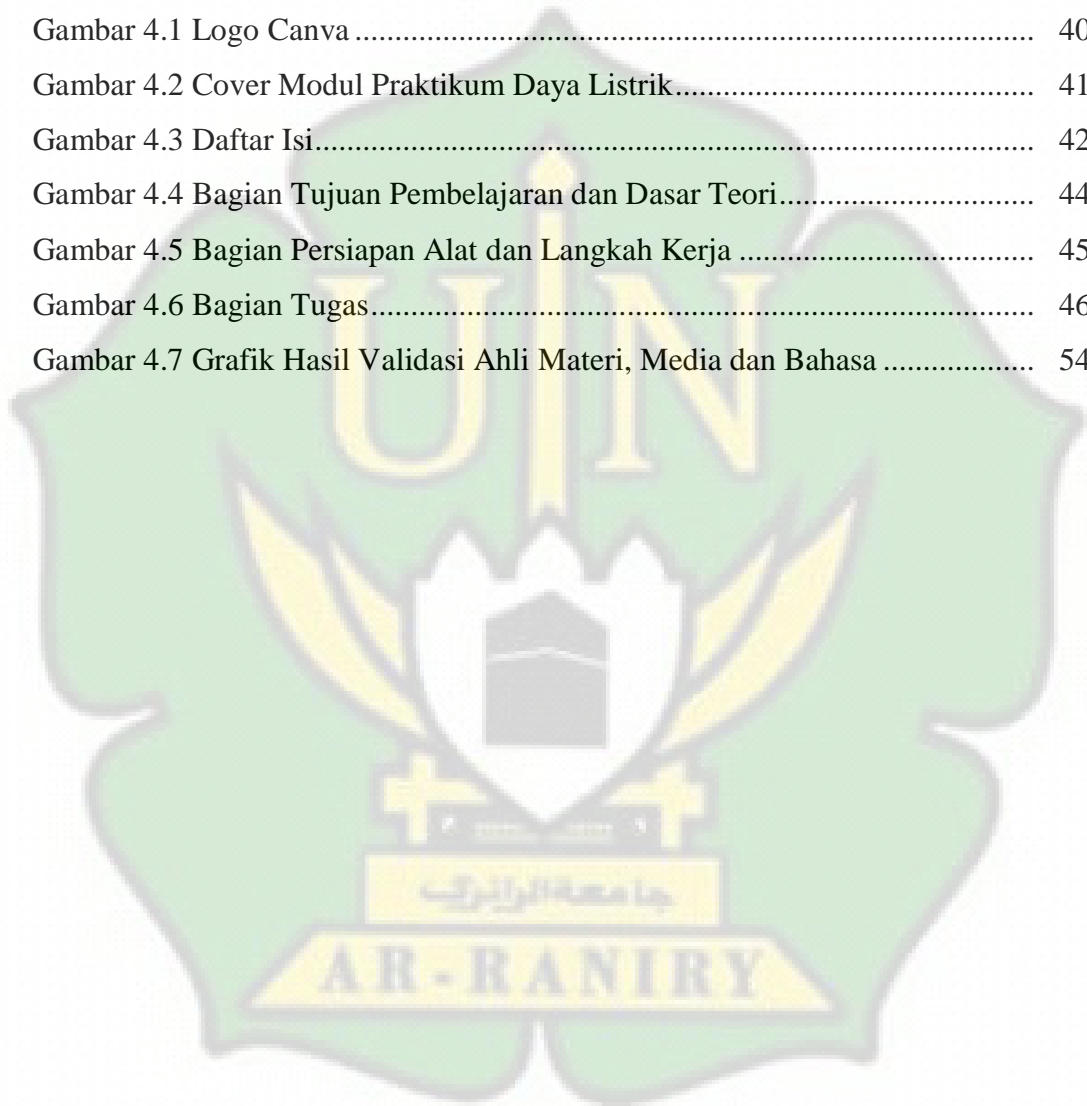 Gambar 4.1 Logo Canva ................................................................................... 40
Gambar 4.2 Cover Modul Praktikum Daya Listrik............................................ 41
Gambar 4.3 Daftar Isi........................................................................................ 42
Gambar 4.4 Bagian Tujuan Pembelajaran dan Dasar Teori............................... 44
Gambar 4.5 Bagian Persiapan Alat dan Langkah Kerja .................................... 45
Gambar 4.6 Bagian Tugas................................................................................. 46
Gambar 4.7 Grafik Hasil Validasi Ahli Materi, Media dan Bahasa .................. 54
UIN
جامعة الرانري
AR-RANIRY